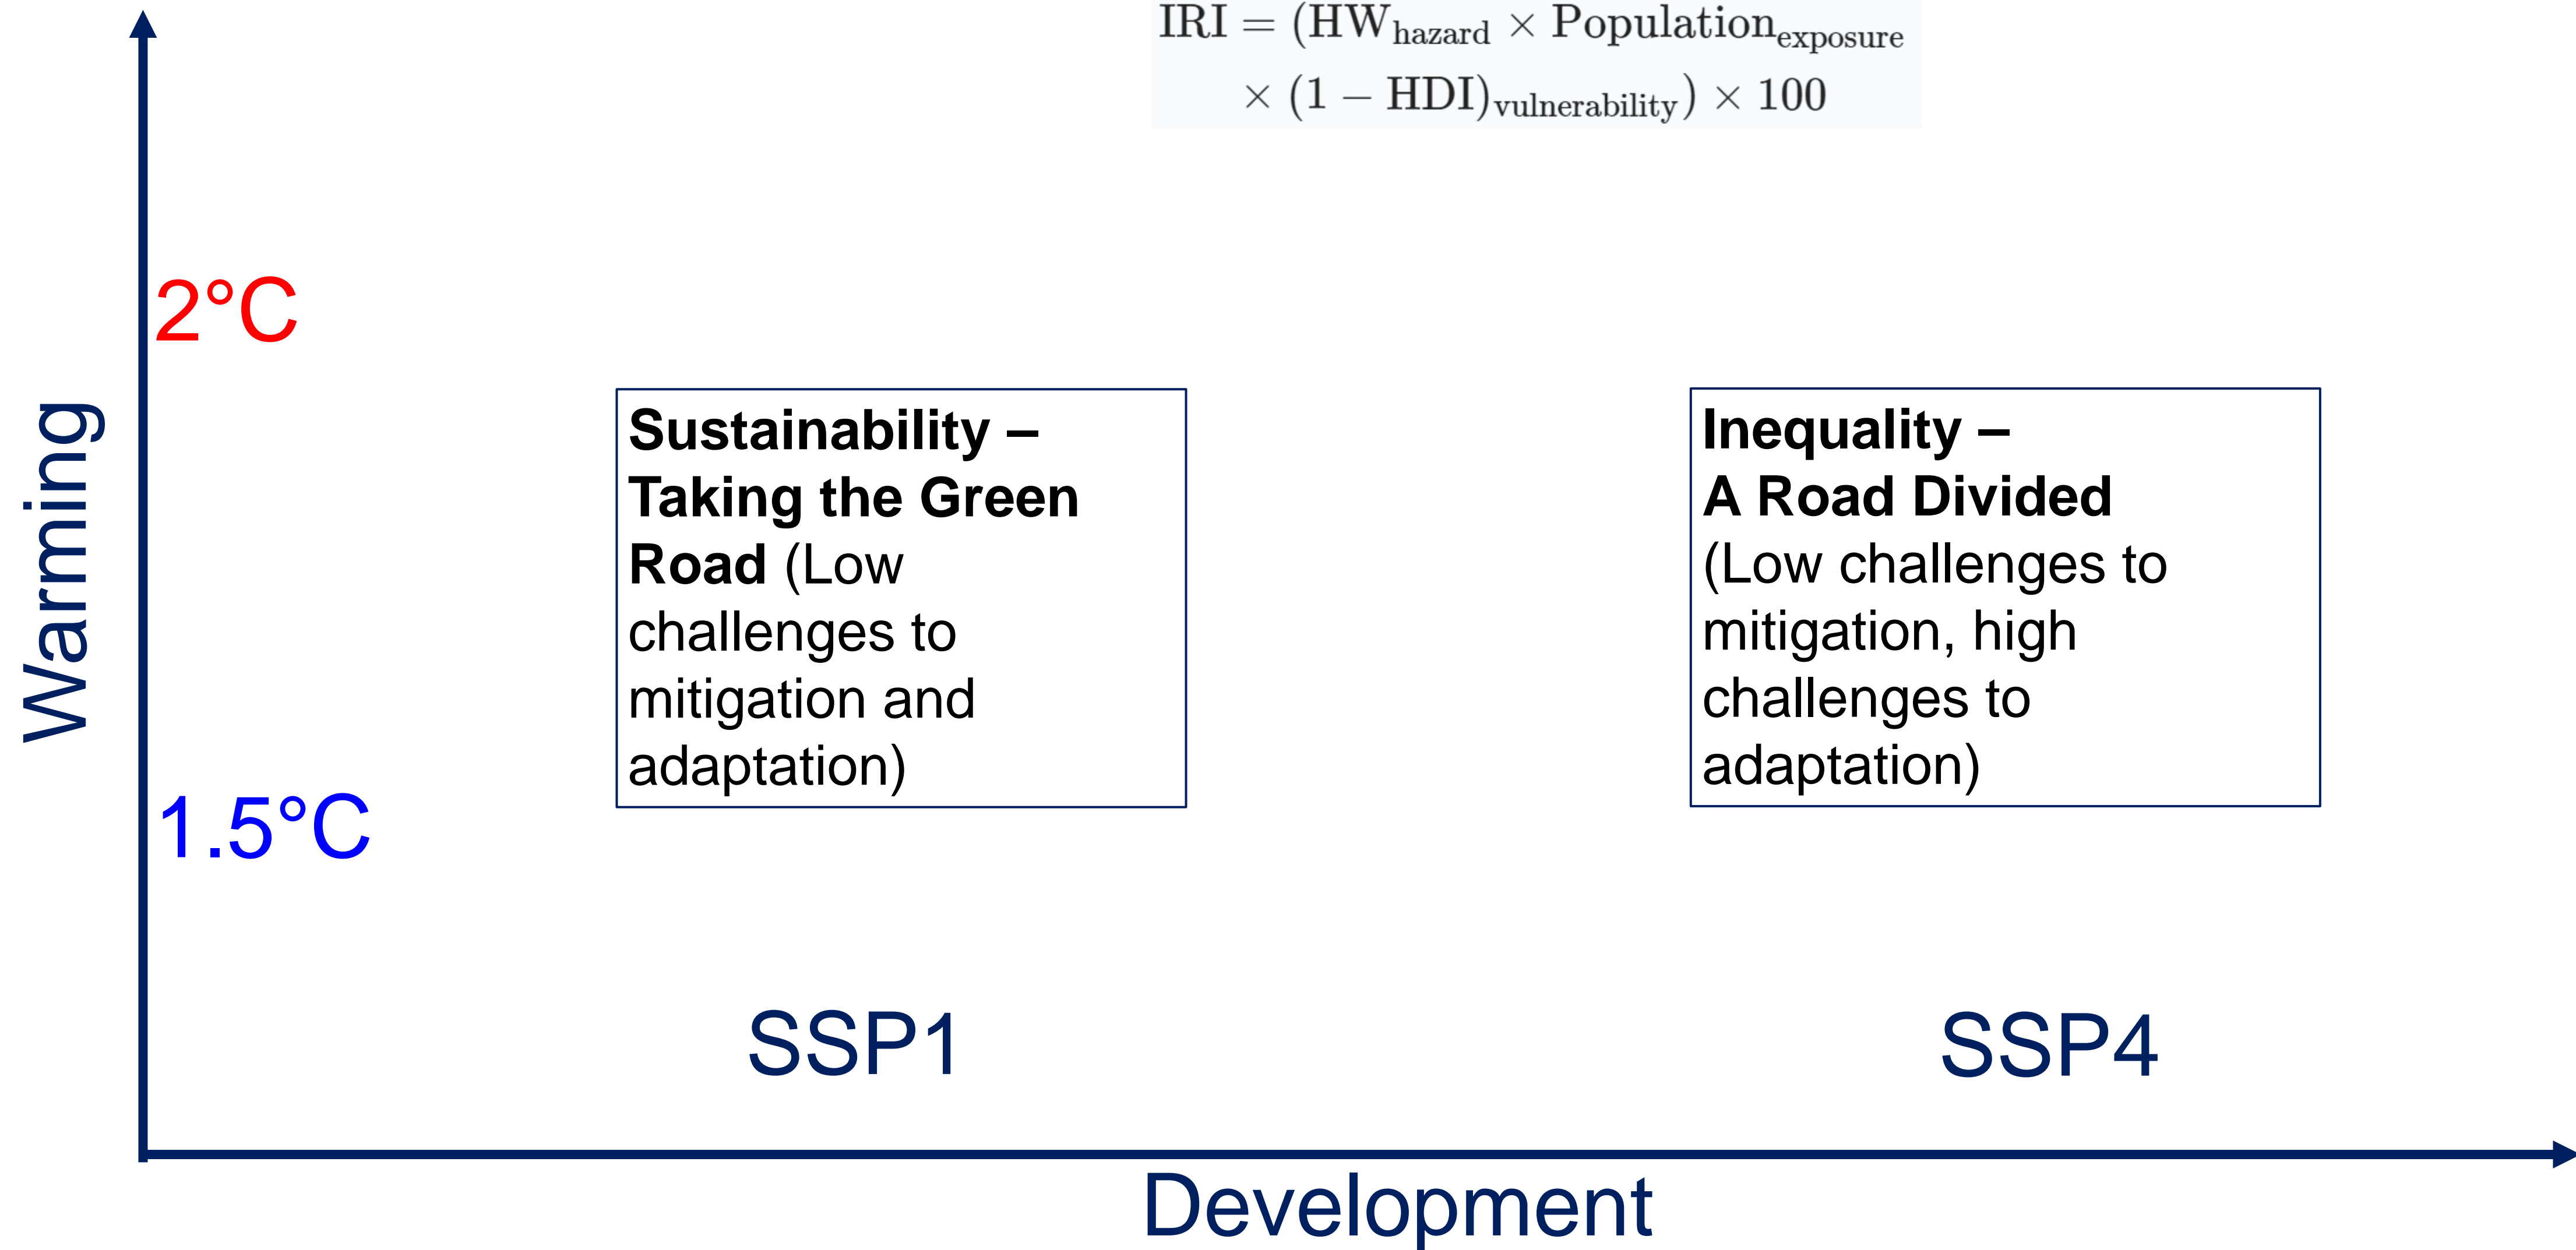 IRI = (HW_hazard × Population_exposure
× (1 − HDI)_vulnerability) × 100
2°C
Warming
Sustainability –
Taking the Green
Road (Low
challenges to
mitigation and
adaptation)
Inequality –
A Road Divided
(Low challenges to
mitigation, high
challenges to
adaptation)
1.5°C
SSP1
SSP4
Development